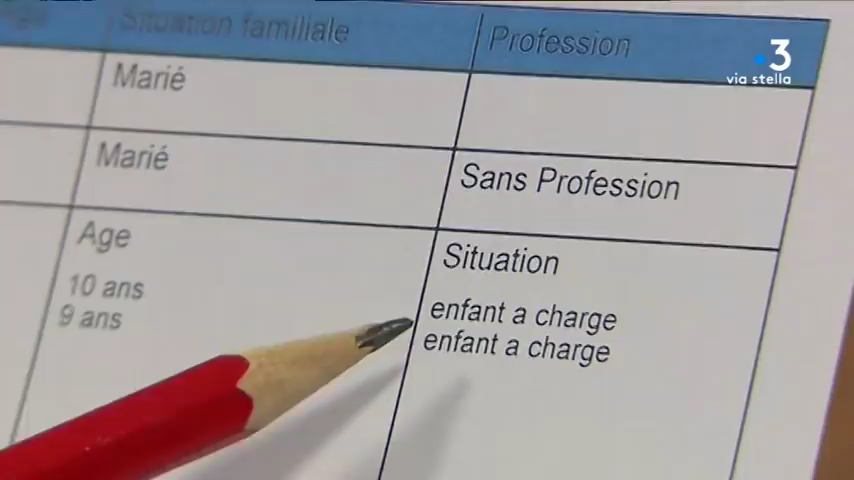 Situation familiale Profession
3
via stella
Marié
Marié Sans Profession
Age Situation
10 ans enfant a charge
9 ans enfant a charge